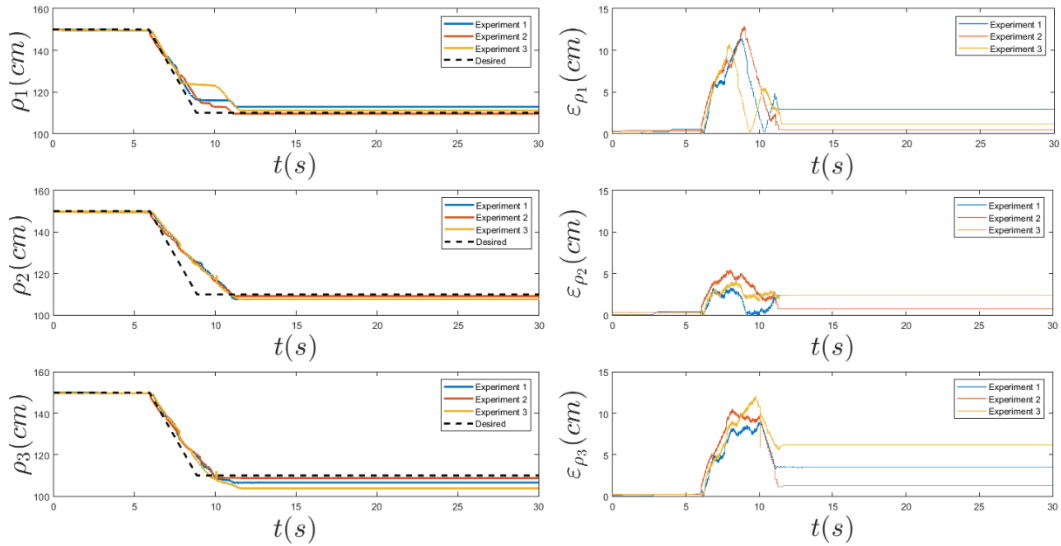 160
140
120
100
ρ1(cm)
0 5 10 15 20 25 30
t(s)
Experiment 1
Experiment 2
Experiment 3
Desired
15
10
5
0
ερ1(cm)
0 5 10 15 20 25 30
t(s)
Experiment 1
Experiment 2
Experiment 3
160
140
120
100
ρ2(cm)
0 5 10 15 20 25 30
t(s)
Experiment 1
Experiment 2
Experiment 3
Desired
15
10
5
0
ερ2(cm)
0 5 10 15 20 25 30
t(s)
Experiment 1
Experiment 2
Experiment 3
160
140
120
100
ρ3(cm)
0 5 10 15 20 25 30
t(s)
Experiment 1
Experiment 2
Experiment 3
Desired
15
10
5
0
ερ3(cm)
0 5 10 15 20 25 30
t(s)
Experiment 1
Experiment 2
Experiment 3